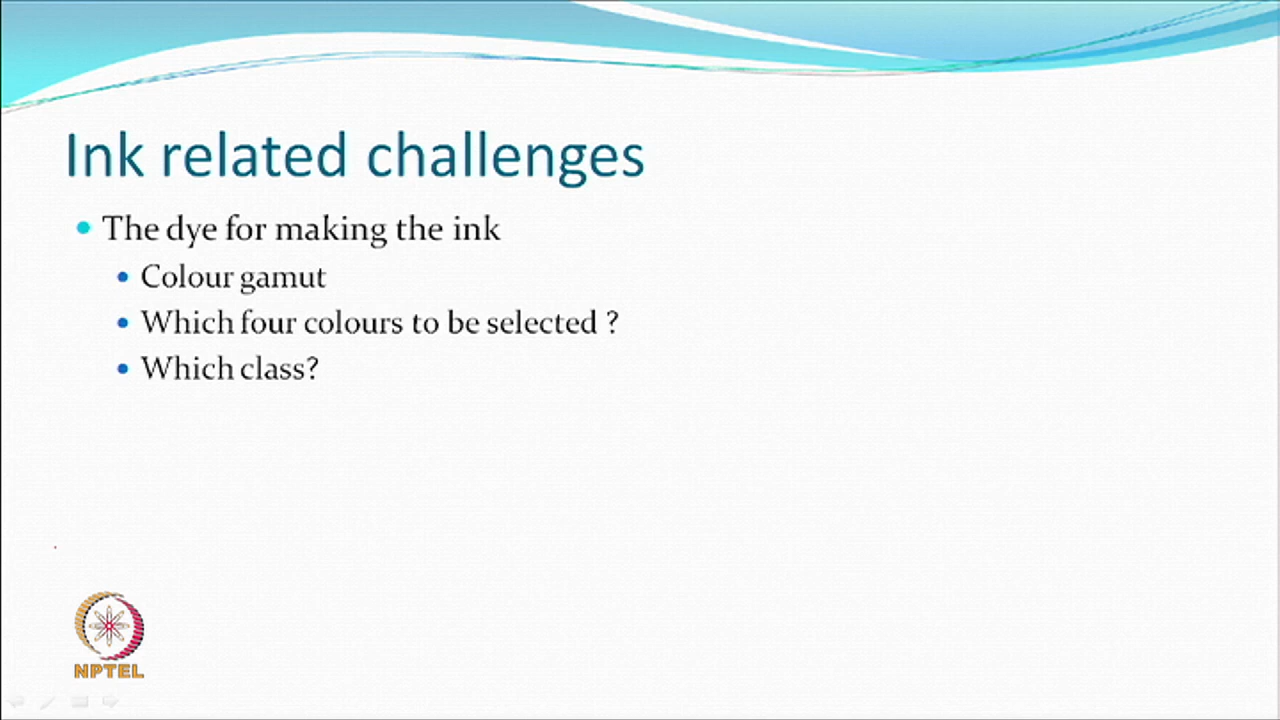 Ink related challenges
The dye for making the ink
Colour gamut
Which four colours to be selected ?
Which class?
NPTEL